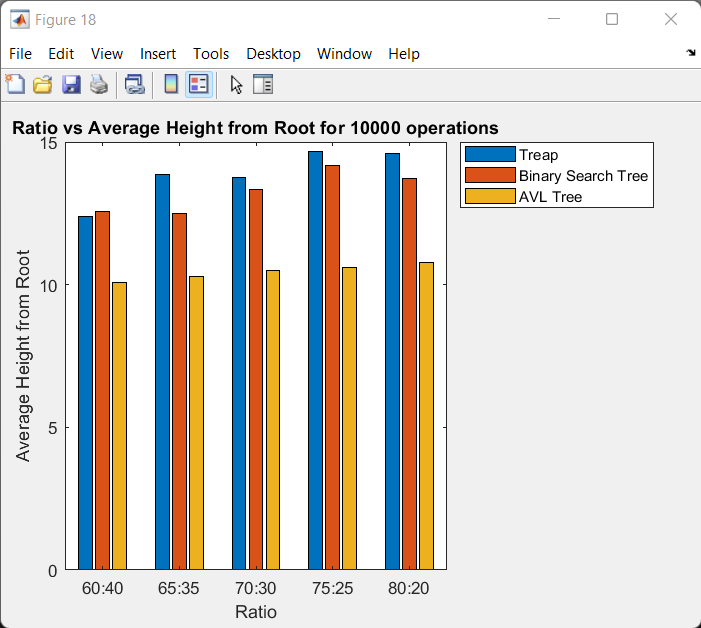 Figure 18
File Edit View Insert Tools Desktop Window Help
Ratio vs Average Height from Root for 10000 operations
15
10
5
0
Average Height from Root
60:40 65:35 70:30 75:25 80:20
Ratio
Treap
Binary Search Tree
AVL Tree